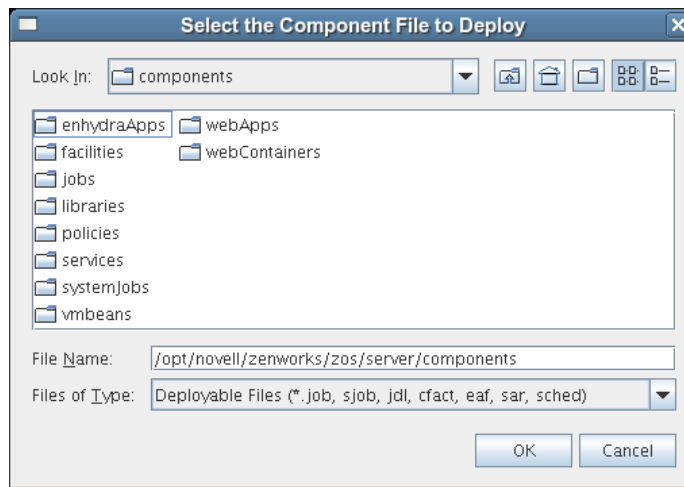 Select the Component File to Deploy
Look In: components
enhydraApps webApps
facilities webContainers
jobs
libraries
policies
services
systemJobs
vmbeans
File Name: /opt/novell/zenworks/zos/server/components
Files of Type: Deployable Files (*.job, sjob, jdl, cfact, eaf, sar, sched)
OK Cancel